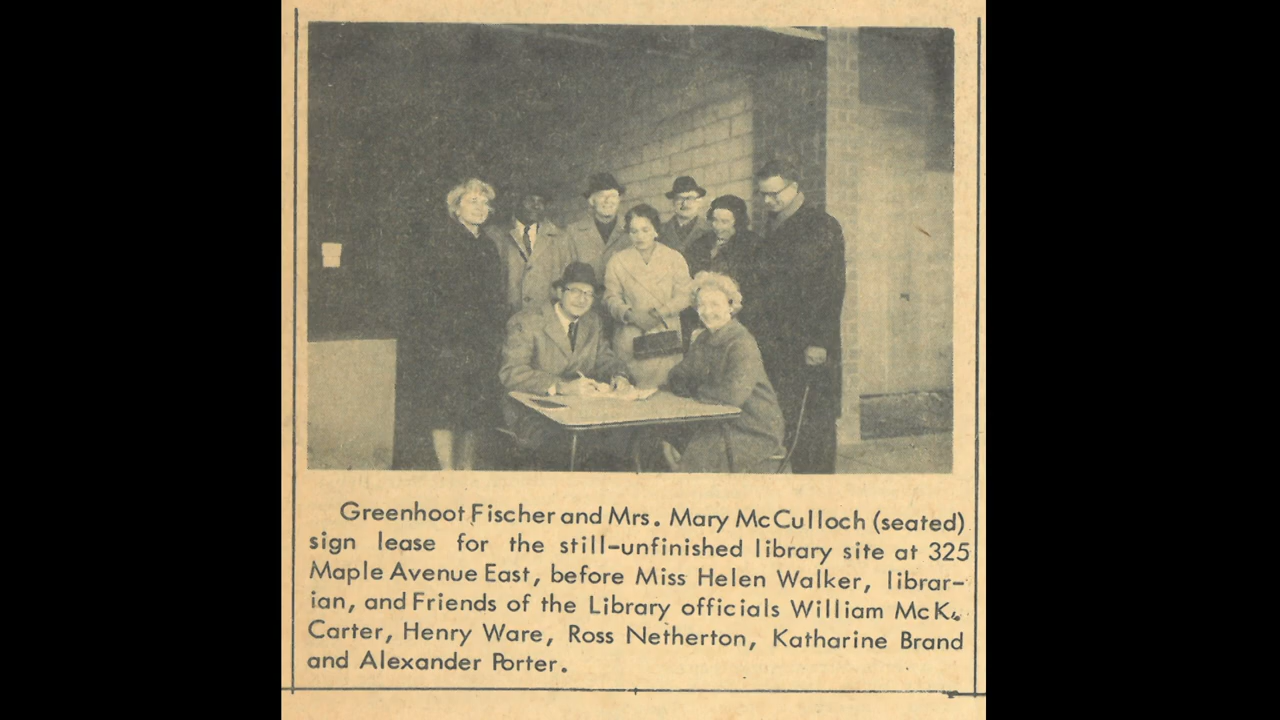 Greenhoot Fischer and Mrs. Mary McCulloch (seated)
sign lease for the still-unfinished library site at 325
Maple Avenue East, before Miss Helen Walker, librar-
ian, and Friends of the Library officials William McK.
Carter, Henry Ware, Ross Netherton, Katharine Brand
and Alexander Porter.